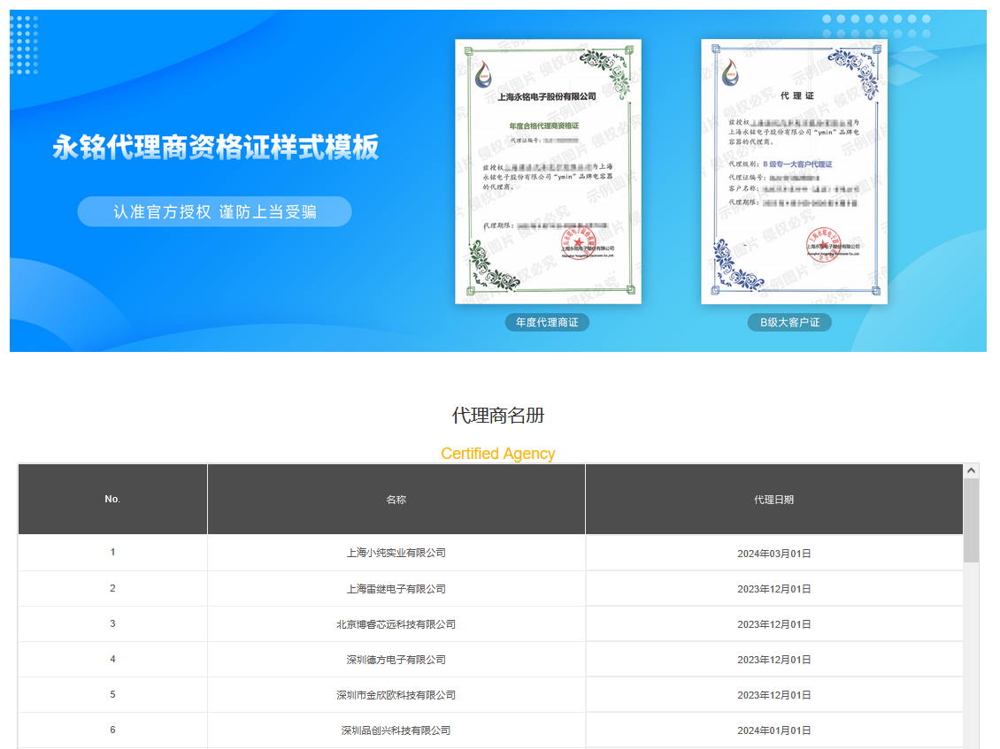 永铭代理商资格证样式模板
认准官方授权 谨防上当受骗
上海永铭电子股份有限公司
年度合格代理商资格证
代理证编号：
兹授权
为上海
永铭电子股份有限公司“ymin”品牌电容器
的代理商。
代理期限：
上海永铭电子股份有限公司
Shanghai Yongming Electronic Co.,Ltd.
年度代理商证
代 理 证
兹授权
为
上海永铭电子股份有限公司“ymin”品牌电
容器的代理商。
代理级别：B 级专一大客户代理证
代理证编号：
客户名称：
代理期限：
上海永铭电子股份有限公司
Shanghai Yongming Electronic Co.,Ltd.
B级大客户证
示例图片 侵权必究
代理商名册
Certified Agency
No. 名称 代理日期
1 上海小纯实业有限公司 2024年03月01日
2 上海雷继电子有限公司 2023年12月01日
3 北京博睿芯远科技有限公司 2023年12月01日
4 深圳德方电子有限公司 2023年12月01日
5 深圳市金欣欧科技有限公司 2023年12月01日
6 深圳品创兴科技有限公司 2024年01月01日